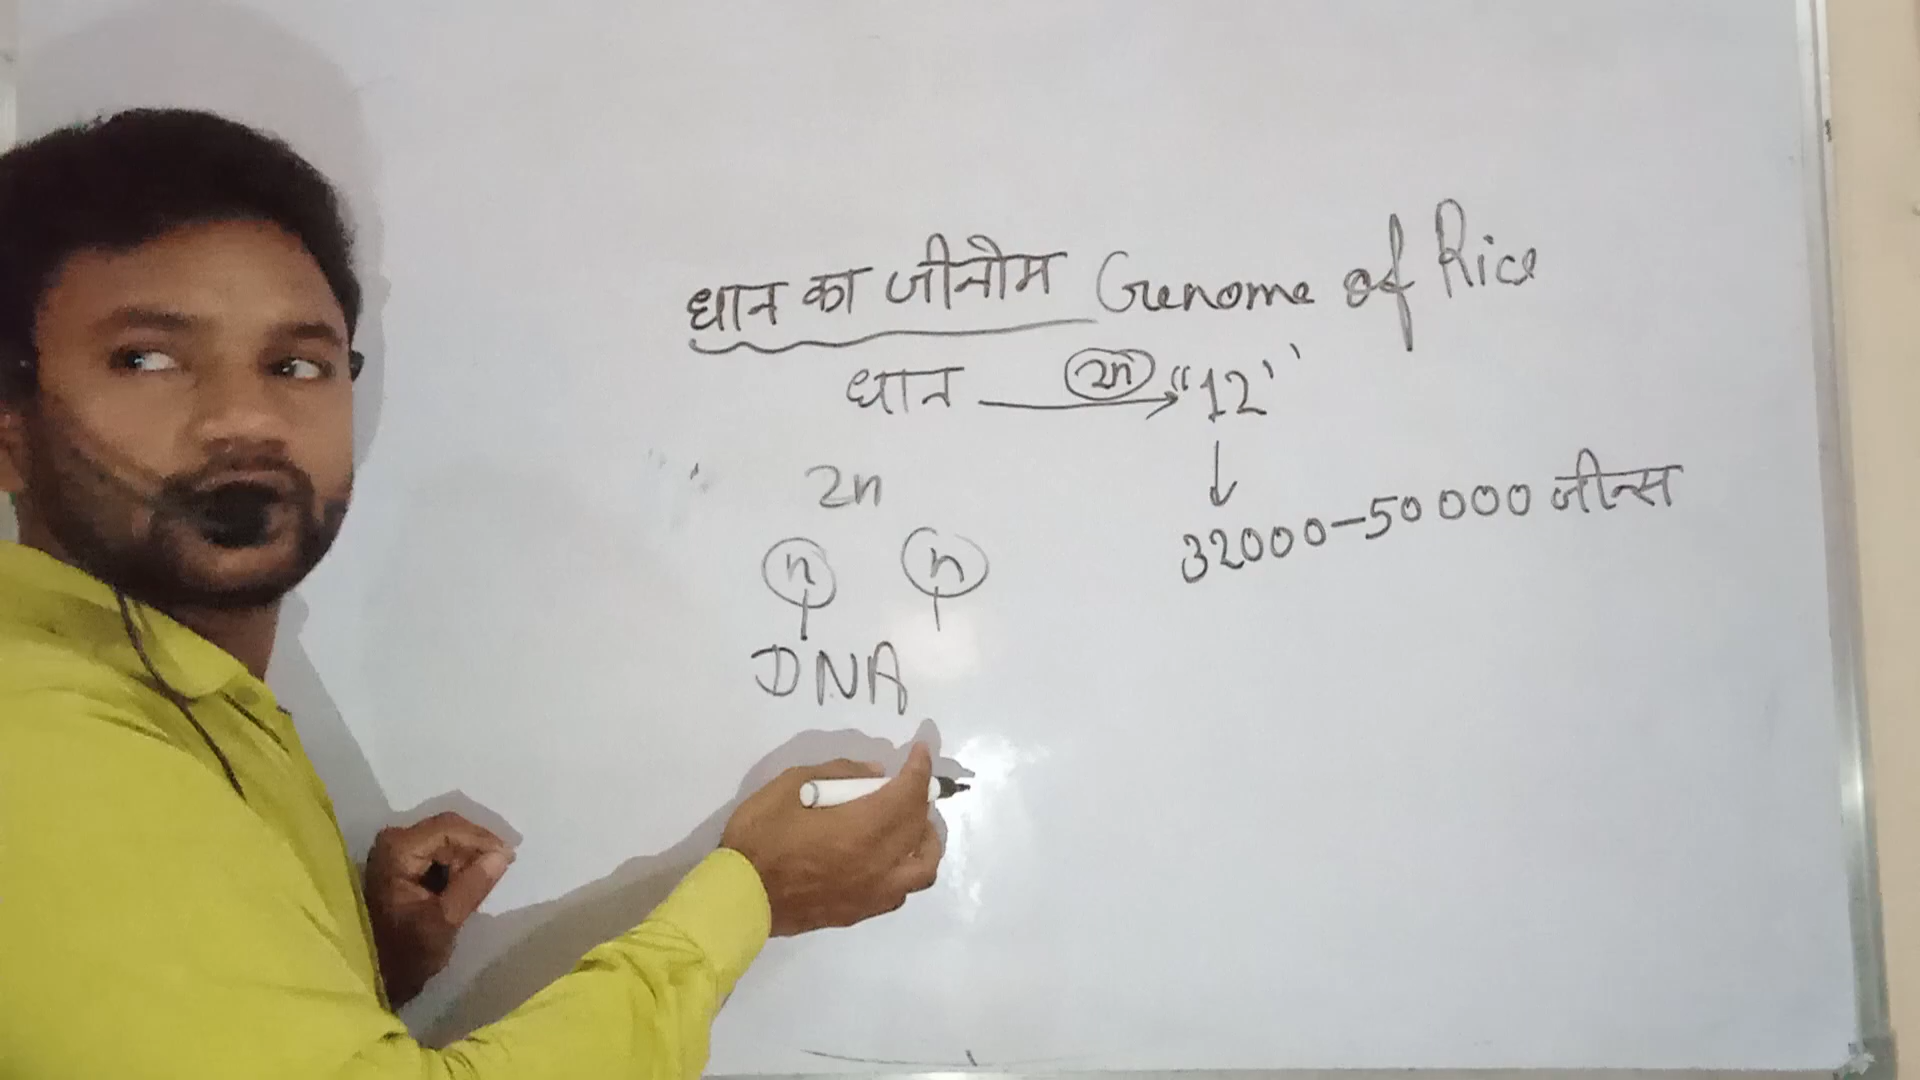 धान का जीनोम Genome of Rice
धान 2n "12"
2n
32000-50000 जीन्स
n n
DNA